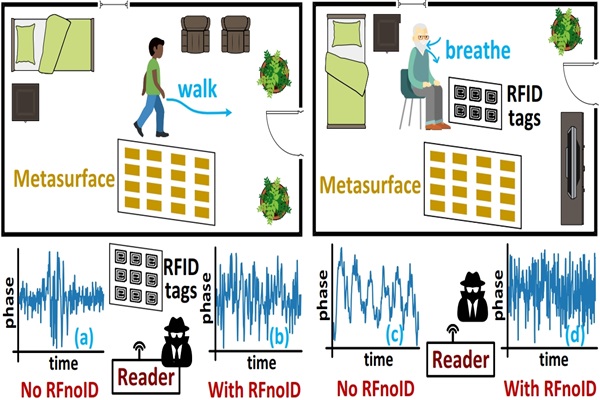 walk
Metasurface
breathe
RFID
tags
Metasurface
phase
(a)
time
No RFnoID
RFID
tags
Reader
phase
(b)
time
With RFnoID
phase
(c)
time
No RFnoID
Reader
phase
(d)
time
With RFnoID